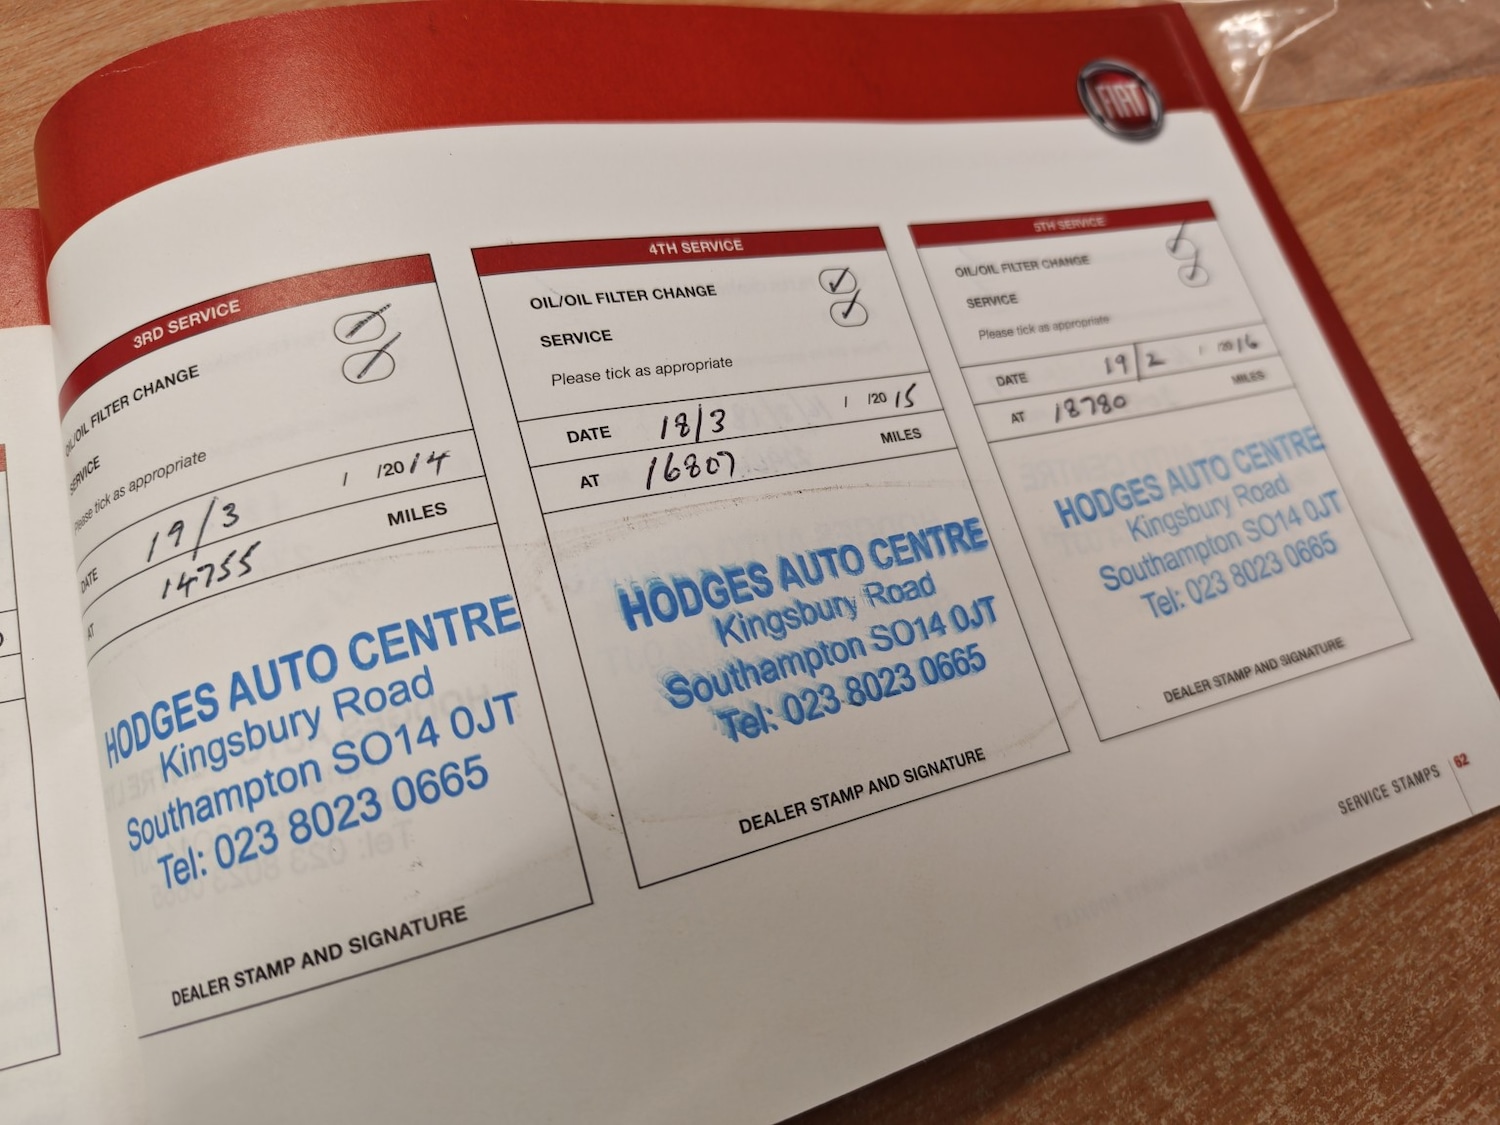 FIAT
3RD SERVICE
OIL/OIL FILTER CHANGE
SERVICE
Please tick as appropriate
DATE 19/3 / /2014
AT 14755 MILES
HODGES AUTO CENTRE
Kingsbury Road
Southampton SO14 0JT
Tel: 023 8023 0665
DEALER STAMP AND SIGNATURE
4TH SERVICE
OIL/OIL FILTER CHANGE
SERVICE
Please tick as appropriate
DATE 18/3 / /2015
AT 16807 MILES
HODGES AUTO CENTRE
Kingsbury Road
Southampton SO14 0JT
Tel: 023 8023 0665
DEALER STAMP AND SIGNATURE
5TH SERVICE
OIL/OIL FILTER CHANGE
SERVICE
Please tick as appropriate
DATE 19/2 / /2016
AT 18780 MILES
HODGES AUTO CENTRE
Kingsbury Road
Southampton SO14 0JT
Tel: 023 8023 0665
DEALER STAMP AND SIGNATURE
SERVICE STAMPS 62